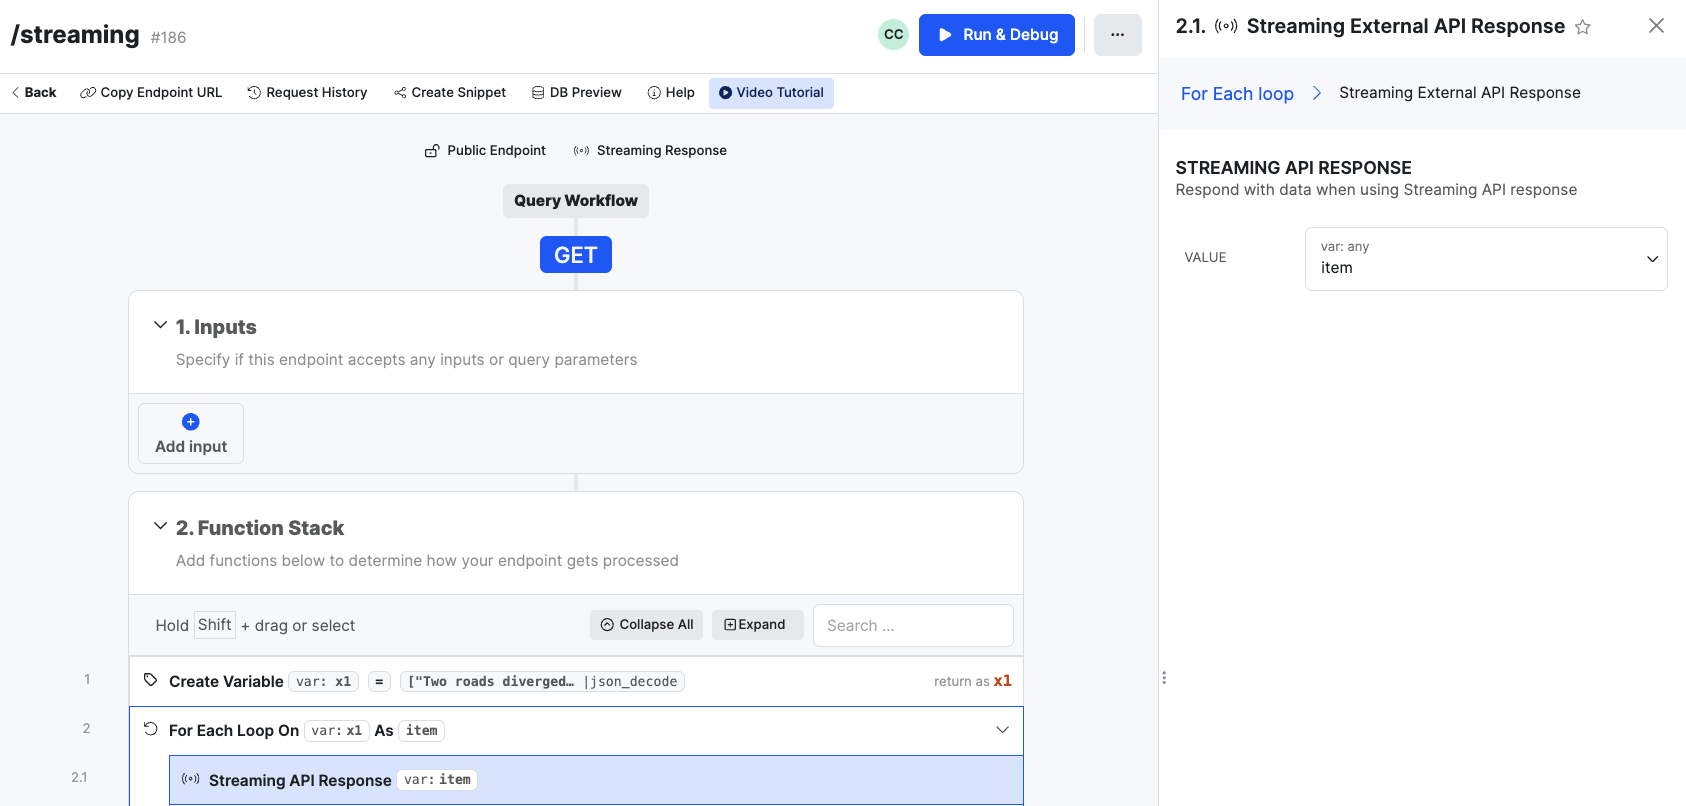 /streaming #186
CC
Run & Debug
...
Back
Copy Endpoint URL
Request History
Create Snippet
DB Preview
Help
Video Tutorial
Public Endpoint
Streaming Response
Query Workflow
GET
1. Inputs
Specify if this endpoint accepts any inputs or query parameters
Add input
2. Function Stack
Add functions below to determine how your endpoint gets processed
Hold Shift + drag or select
Collapse All
Expand
Search ...
1
Create Variable var: x1 = ["Two roads diverged… |json_decode
return as x1
2
For Each Loop On var: x1 As item
2.1
Streaming API Response var: item
2.1. Streaming External API Response
For Each loop > Streaming External API Response
STREAMING API RESPONSE
Respond with data when using Streaming API response
VALUE
var: any
item